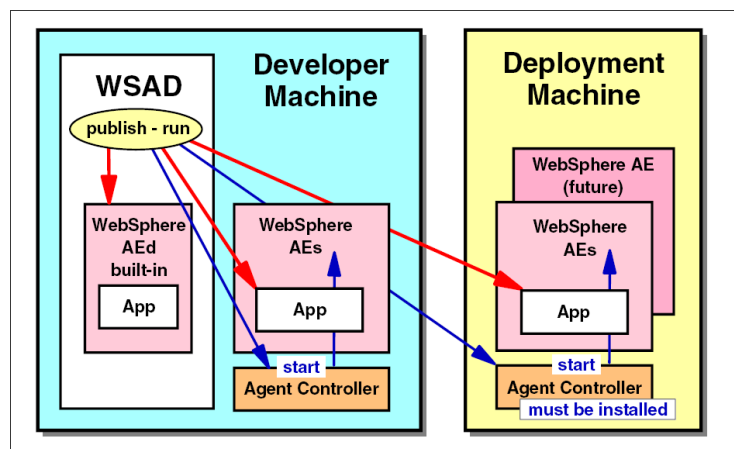 WSAD
publish - run
WebSphere
AEd
built-in
App
Developer
Machine
WebSphere
AEs
App
start
Agent Controller
Deployment
Machine
WebSphere AE
(future)
WebSphere
AEs
App
start
Agent Controller
must be installed